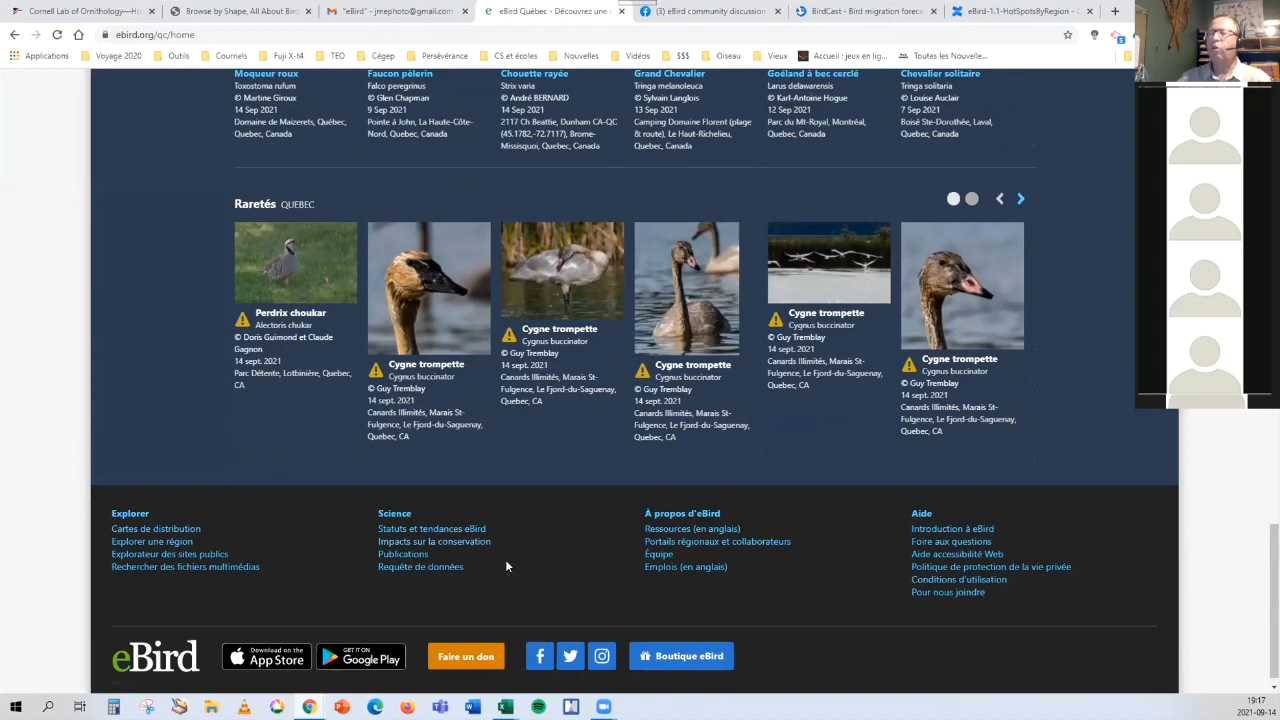 Cornell Lab of Ornithology—Ho
Browse by Shape, All About Bir
"eBird" - jmephoto@gmail.com
eBird Québec - Découvrez une
(3) eBird community discussion
BirdCast - Bird migration foreca
eBird-1,1-HotSpotsByRegion - C
ebird.org/qc/home
Applications
Voyage 2020
Outils
Courriels
Fuji X-t4
TEO
Cégep
Persévérance
CS et écoles
Nouvelles
Vidéos
$$$
Oiseau
Vieux
Accueil : jeux en lig...
Toutes les Nouvelle...
Moqueur roux
Toxostoma rufum
© Martine Giroux
14 Sep 2021
Domaine de Maizerets, Québec,
Quebec, Canada
Faucon pèlerin
Falco peregrinus
© Glen Chapman
9 Sep 2021
Pointe à John, La Haute-Côte-
Nord, Quebec, Canada
Chouette rayée
Strix varia
© André BERNARD
14 Sep 2021
2117 Ch Beattie, Dunham CA-QC
(45.1782,-72.7117), Brome-
Missisquoi, Quebec, Canada
Grand Chevalier
Tringa melanoleuca
© Sylvain Langlois
13 Sep 2021
Camping Domaine Florent (plage
& route), Le Haut-Richelieu,
Quebec, Canada
Goéland à bec cerclé
Larus delawarensis
© Karl-Antoine Hogue
12 Sep 2021
Parc du Mt-Royal, Montréal,
Quebec, Canada
Chevalier solitaire
Tringa solitaria
© Louise Auclair
7 Sep 2021
Boisé Ste-Dorothée, Laval,
Quebec, Canada
Raretés QUEBEC
Perdrix choukar
Alectoris chukar
© Doris Guimond et Claude
Gagnon
14 sept. 2021
Parc Détente, Lotbinière, Quebec,
CA
Cygne trompette
Cygnus buccinator
© Guy Tremblay
14 sept. 2021
Canards Illimités, Marais St-
Fulgence, Le Fjord-du-Saguenay,
Quebec, CA
Cygne trompette
Cygnus buccinator
© Guy Tremblay
14 sept. 2021
Canards Illimités, Marais St-
Fulgence, Le Fjord-du-Saguenay,
Quebec, CA
Cygne trompette
Cygnus buccinator
© Guy Tremblay
14 sept. 2021
Canards Illimités, Marais St-
Fulgence, Le Fjord-du-Saguenay,
Quebec, CA
Cygne trompette
Cygnus buccinator
© Guy Tremblay
14 sept. 2021
Canards Illimités, Marais St-
Fulgence, Le Fjord-du-Saguenay,
Quebec, CA
Cygne trompette
Cygnus buccinator
© Guy Tremblay
14 sept. 2021
Canards Illimités, Marais St-
Fulgence, Le Fjord-du-Saguenay,
Quebec, CA
Explorer
Cartes de distribution
Explorer une région
Explorateur des sites publics
Rechercher des fichiers multimédias
Science
Statuts et tendances eBird
Impacts sur la conservation
Publications
Requête de données
À propos d'eBird
Ressources (en anglais)
Portails régionaux et collaborateurs
Équipe
Emplois (en anglais)
Aide
Introduction à eBird
Foire aux questions
Aide accessibilité Web
Politique de protection de la vie privée
Conditions d'utilisation
Pour nous joindre
eBird
Download on the
App Store
GET IT ON
Google Play
Faire un don
Boutique eBird
19:17
2021-09-14